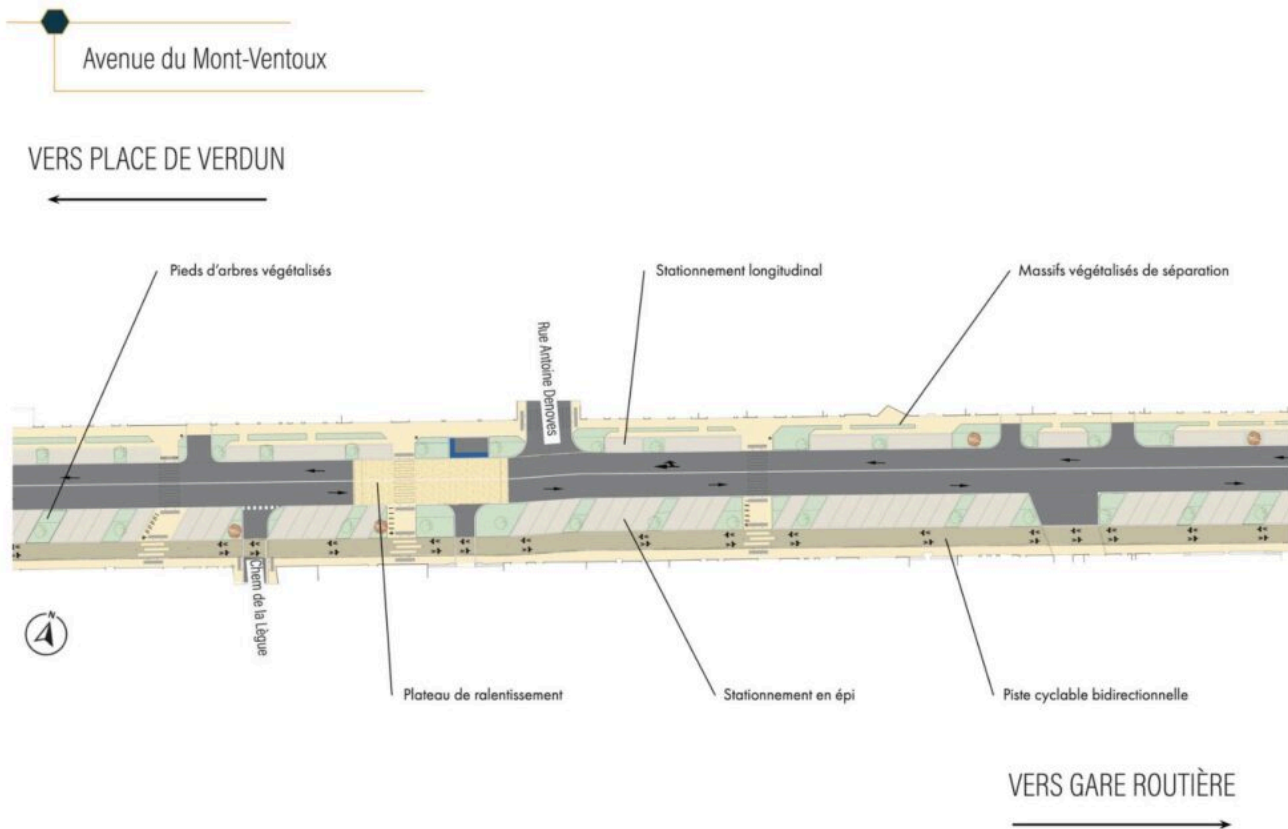 Avenue du Mont-Ventoux
VERS PLACE DE VERDUN
Pieds d'arbres végétalisés
Stationnement longitudinal
Massifs végétalisés de séparation
Rue Antoine Denoves
Chem de la Lègue
N
Plateau de ralentissement
Stationnement en épi
Piste cyclable bidirectionnelle
VERS GARE ROUTIÈRE